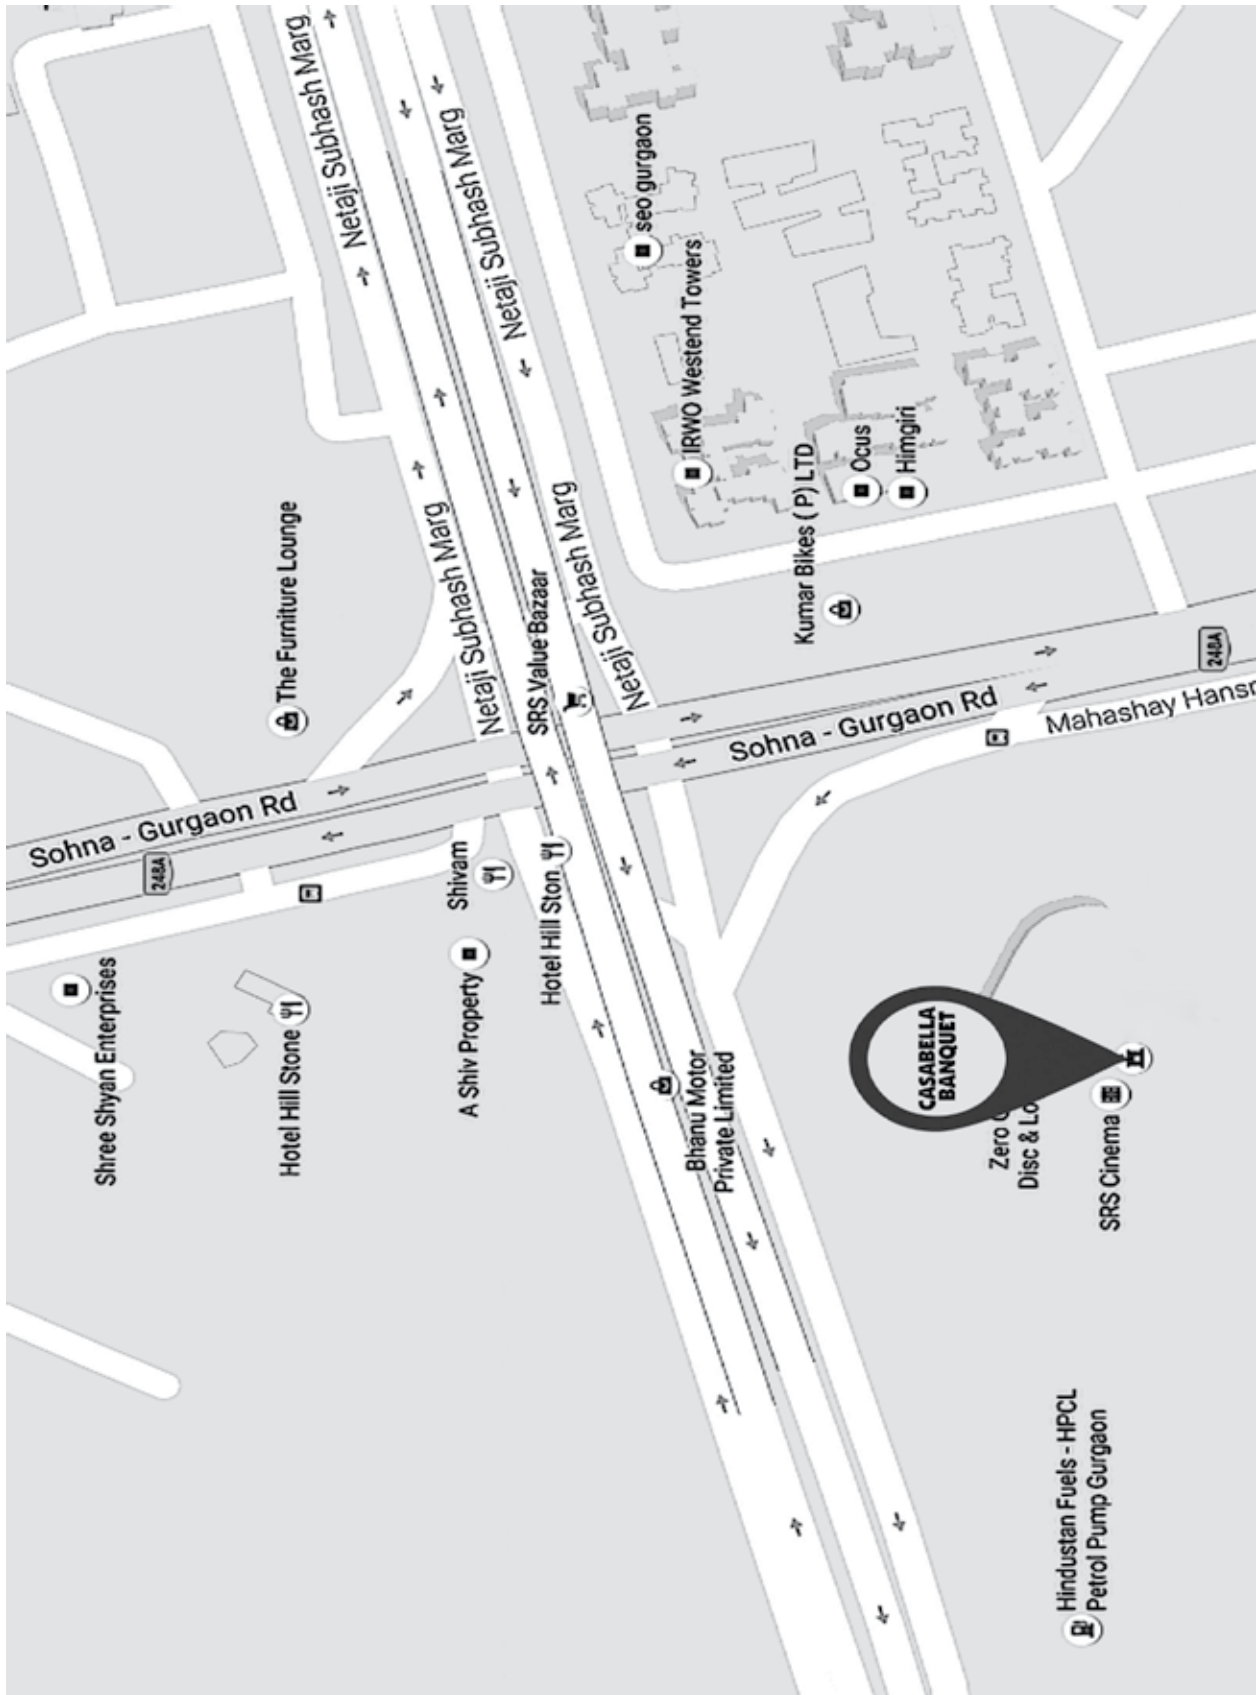 Shree Shyan Enterprises
Sohna - Gurgaon Rd
248A
Hotel Hill Stone
The Furniture Lounge
Netaji Subhash Marg
Shivam
A Shiv Property
Netaji Subhash Marg
Netaji Subhash Marg
Hotel Hill Ston
SRS Value Bazaar
Netaji Subhash Marg
seo gurgaon
IRWO Westend Towers
Bhanu Motor
Private Limited
Kumar Bikes ( P) LTD
Ocus
Himgiri
Sohna - Gurgaon Rd
CASABELLA
BANQUET
Zero
Disc &
SRS Cinema
Mahashay
248A
Hindustan Fuels - HPCL
Petrol Pump Gurgaon